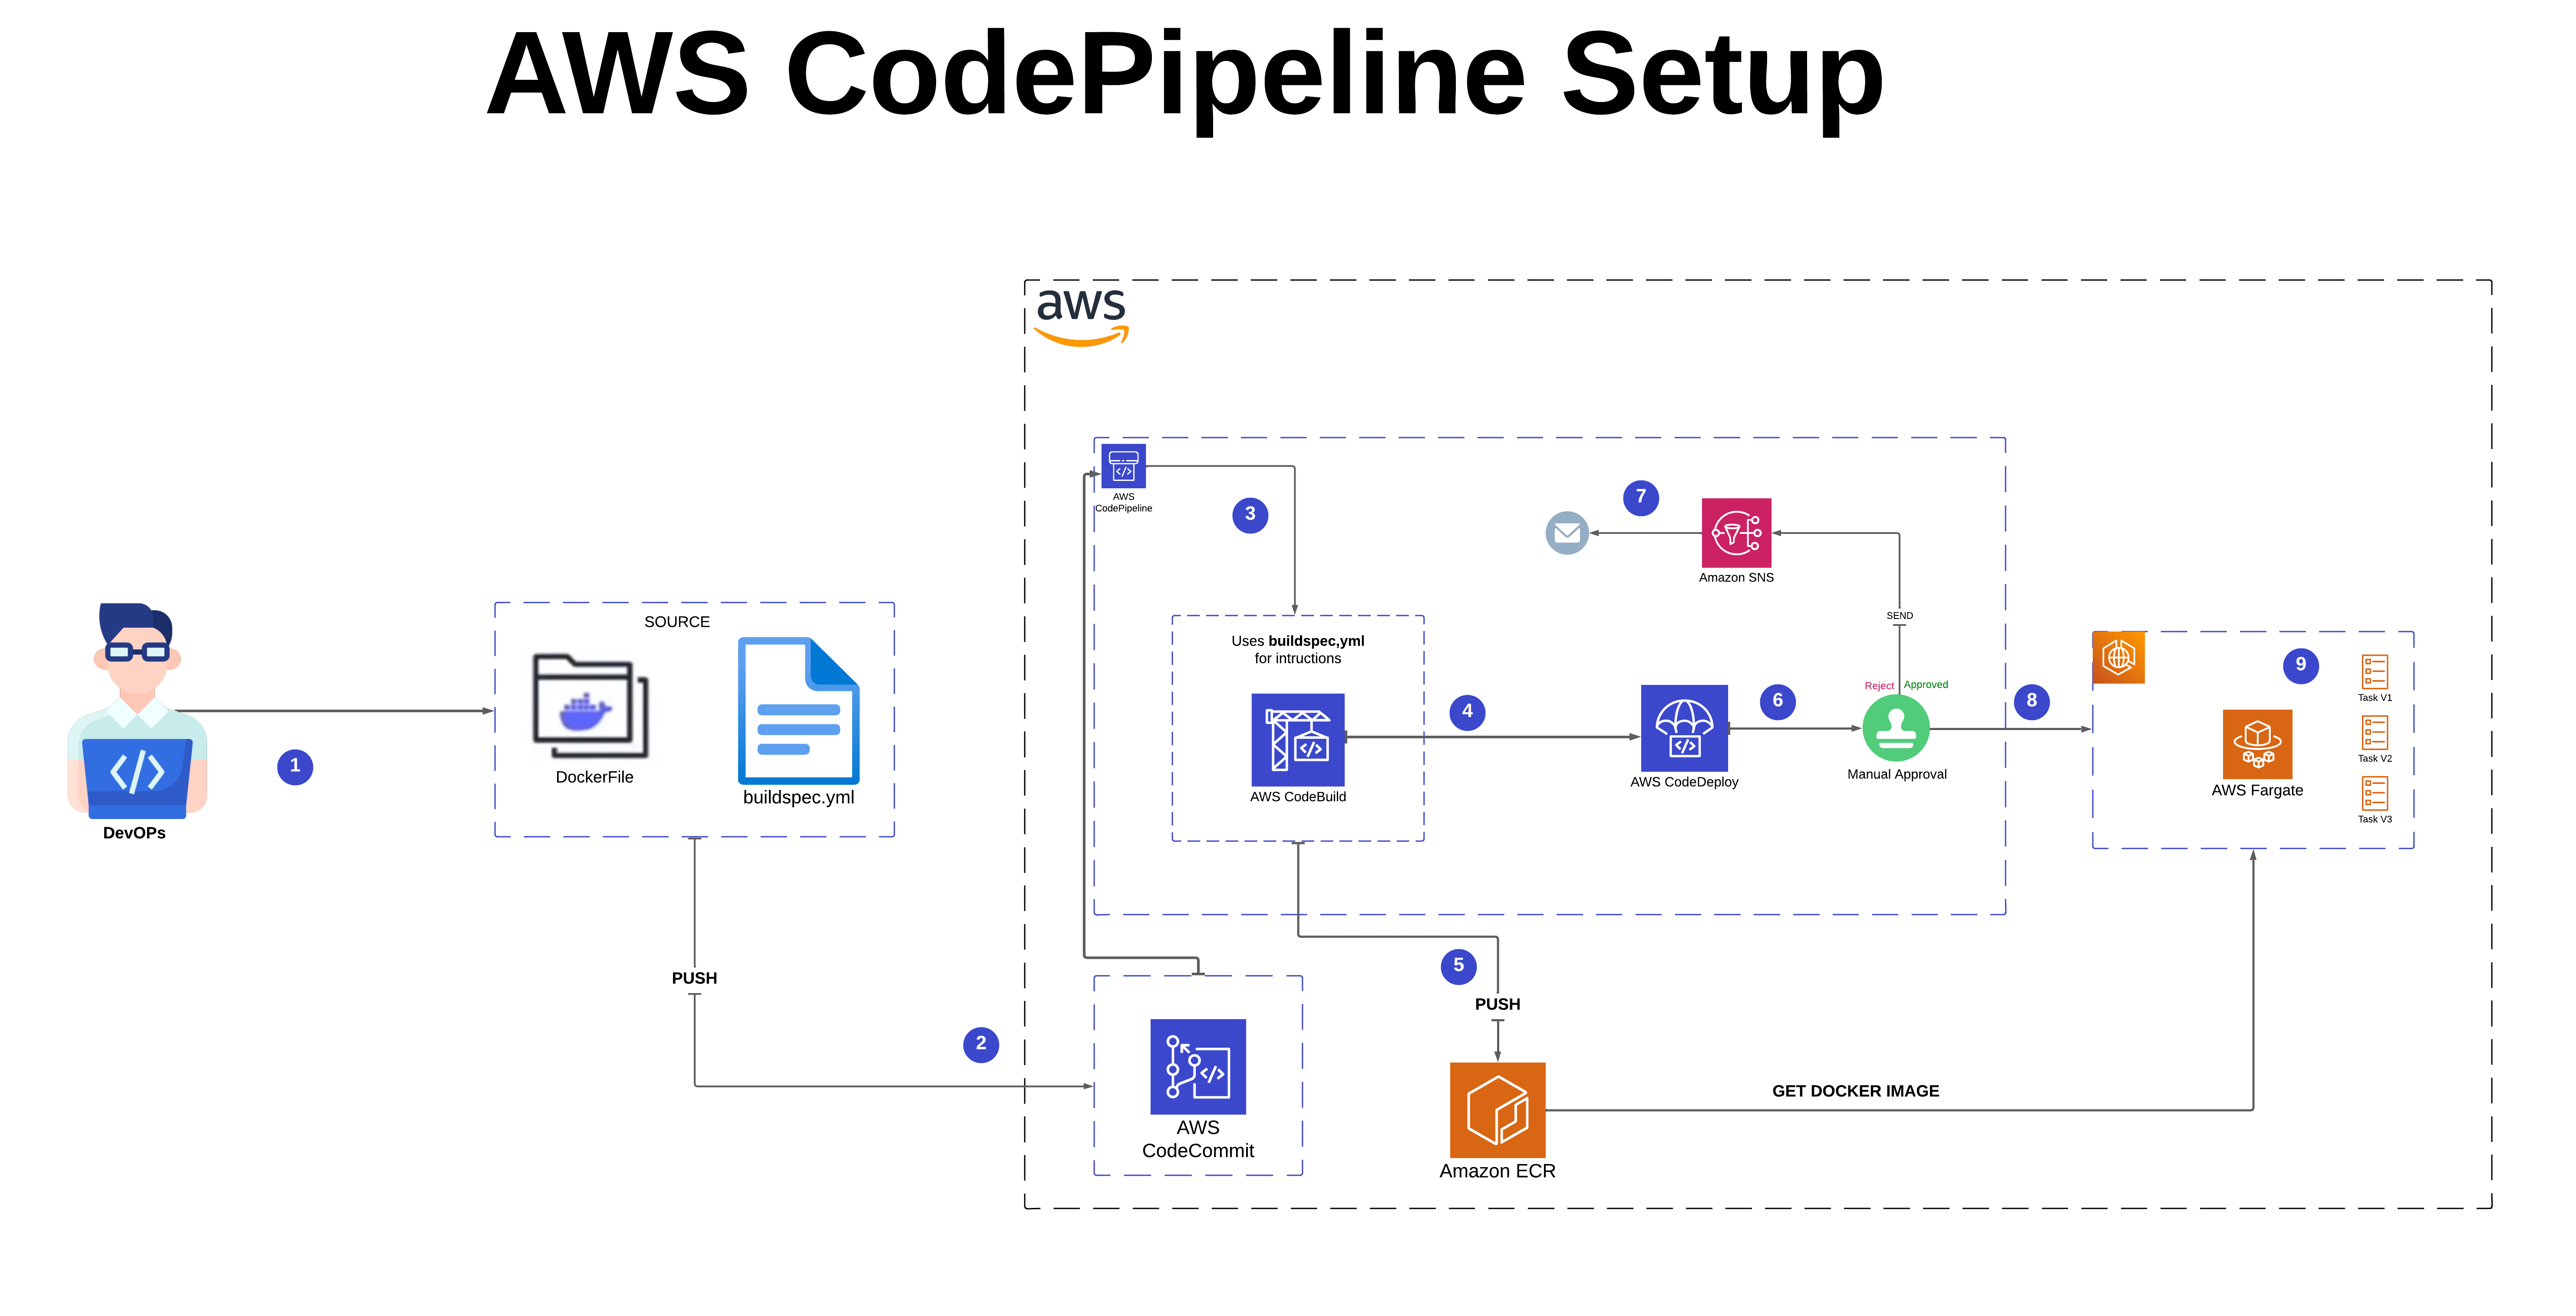 AWS CodePipeline Setup
aws
AWS
CodePipeline
3
7
Amazon SNS
SEND
SOURCE
DockerFile
buildspec.yml
DevOPs
1
Uses buildspec,yml
for intructions
AWS CodeBuild
4
AWS CodeDeploy
6
Reject Approved
Manual Approval
8
9
Task V1
Task V2
Task V3
AWS Fargate
PUSH
2
AWS
CodeCommit
5
PUSH
Amazon ECR
GET DOCKER IMAGE